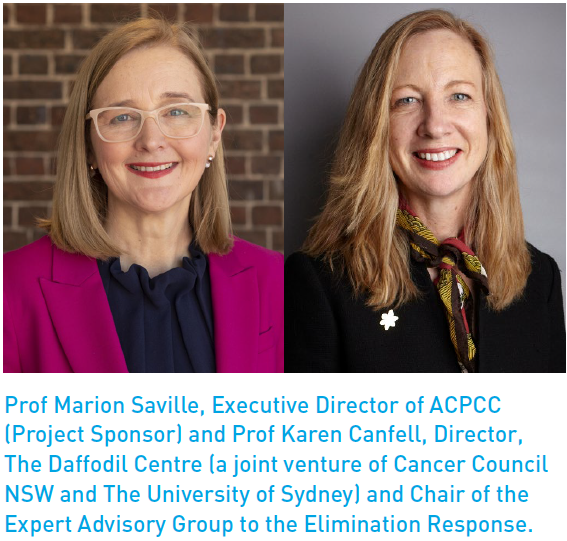 Prof Marion Saville, Executive Director of ACPCC
(Project Sponsor) and Prof Karen Canfell, Director,
The Daffodil Centre (a joint venture of Cancer Council
NSW and The University of Sydney) and Chair of the
Expert Advisory Group to the Elimination Response.